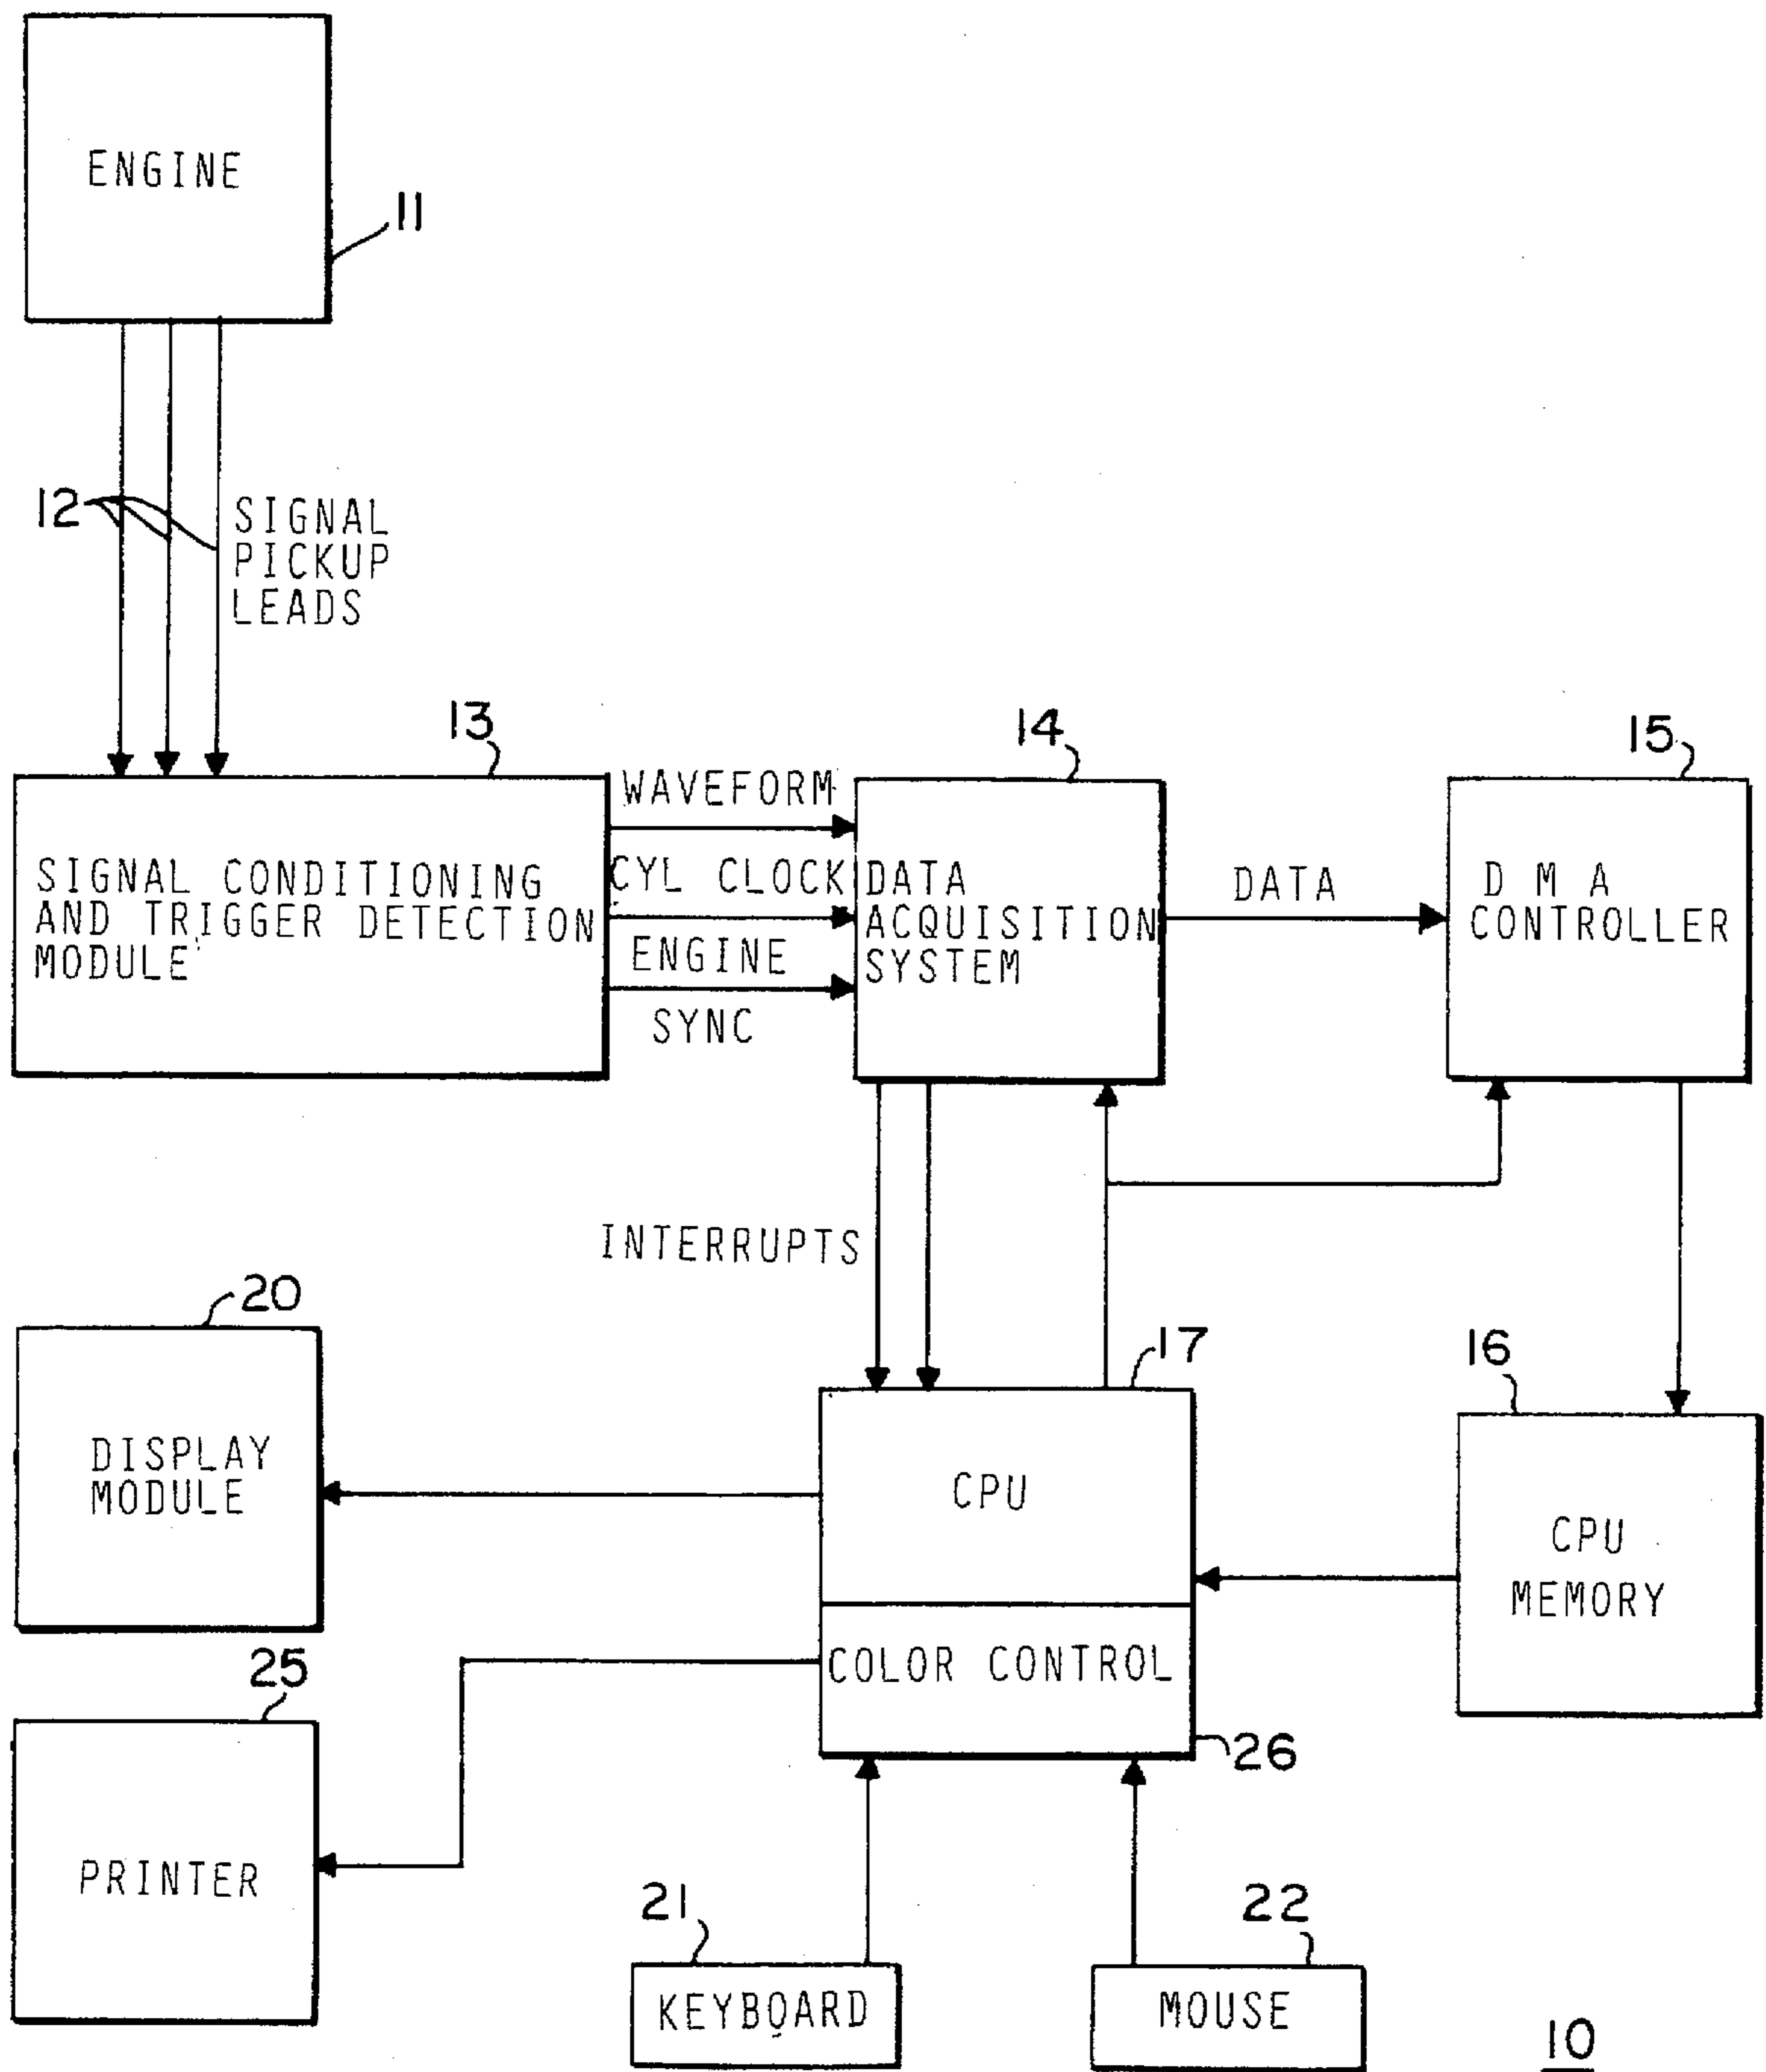 ENGINE
11
12
SIGNAL
PICKUP
LEADS
13
14
15
WAVEFORM
SIGNAL CONDITIONING
AND TRIGGER DETECTION
MODULE
CYL CLOCK
ENGINE
SYNC
DATA
ACQUISITION
SYSTEM
DATA
D M A
CONTROLLER
INTERRUPTS
20
17
16
DISPLAY
MODULE
CPU
CPU
MEMORY
25
COLOR CONTROL
26
PRINTER
21
22
KEYBOARD
MOUSE
10